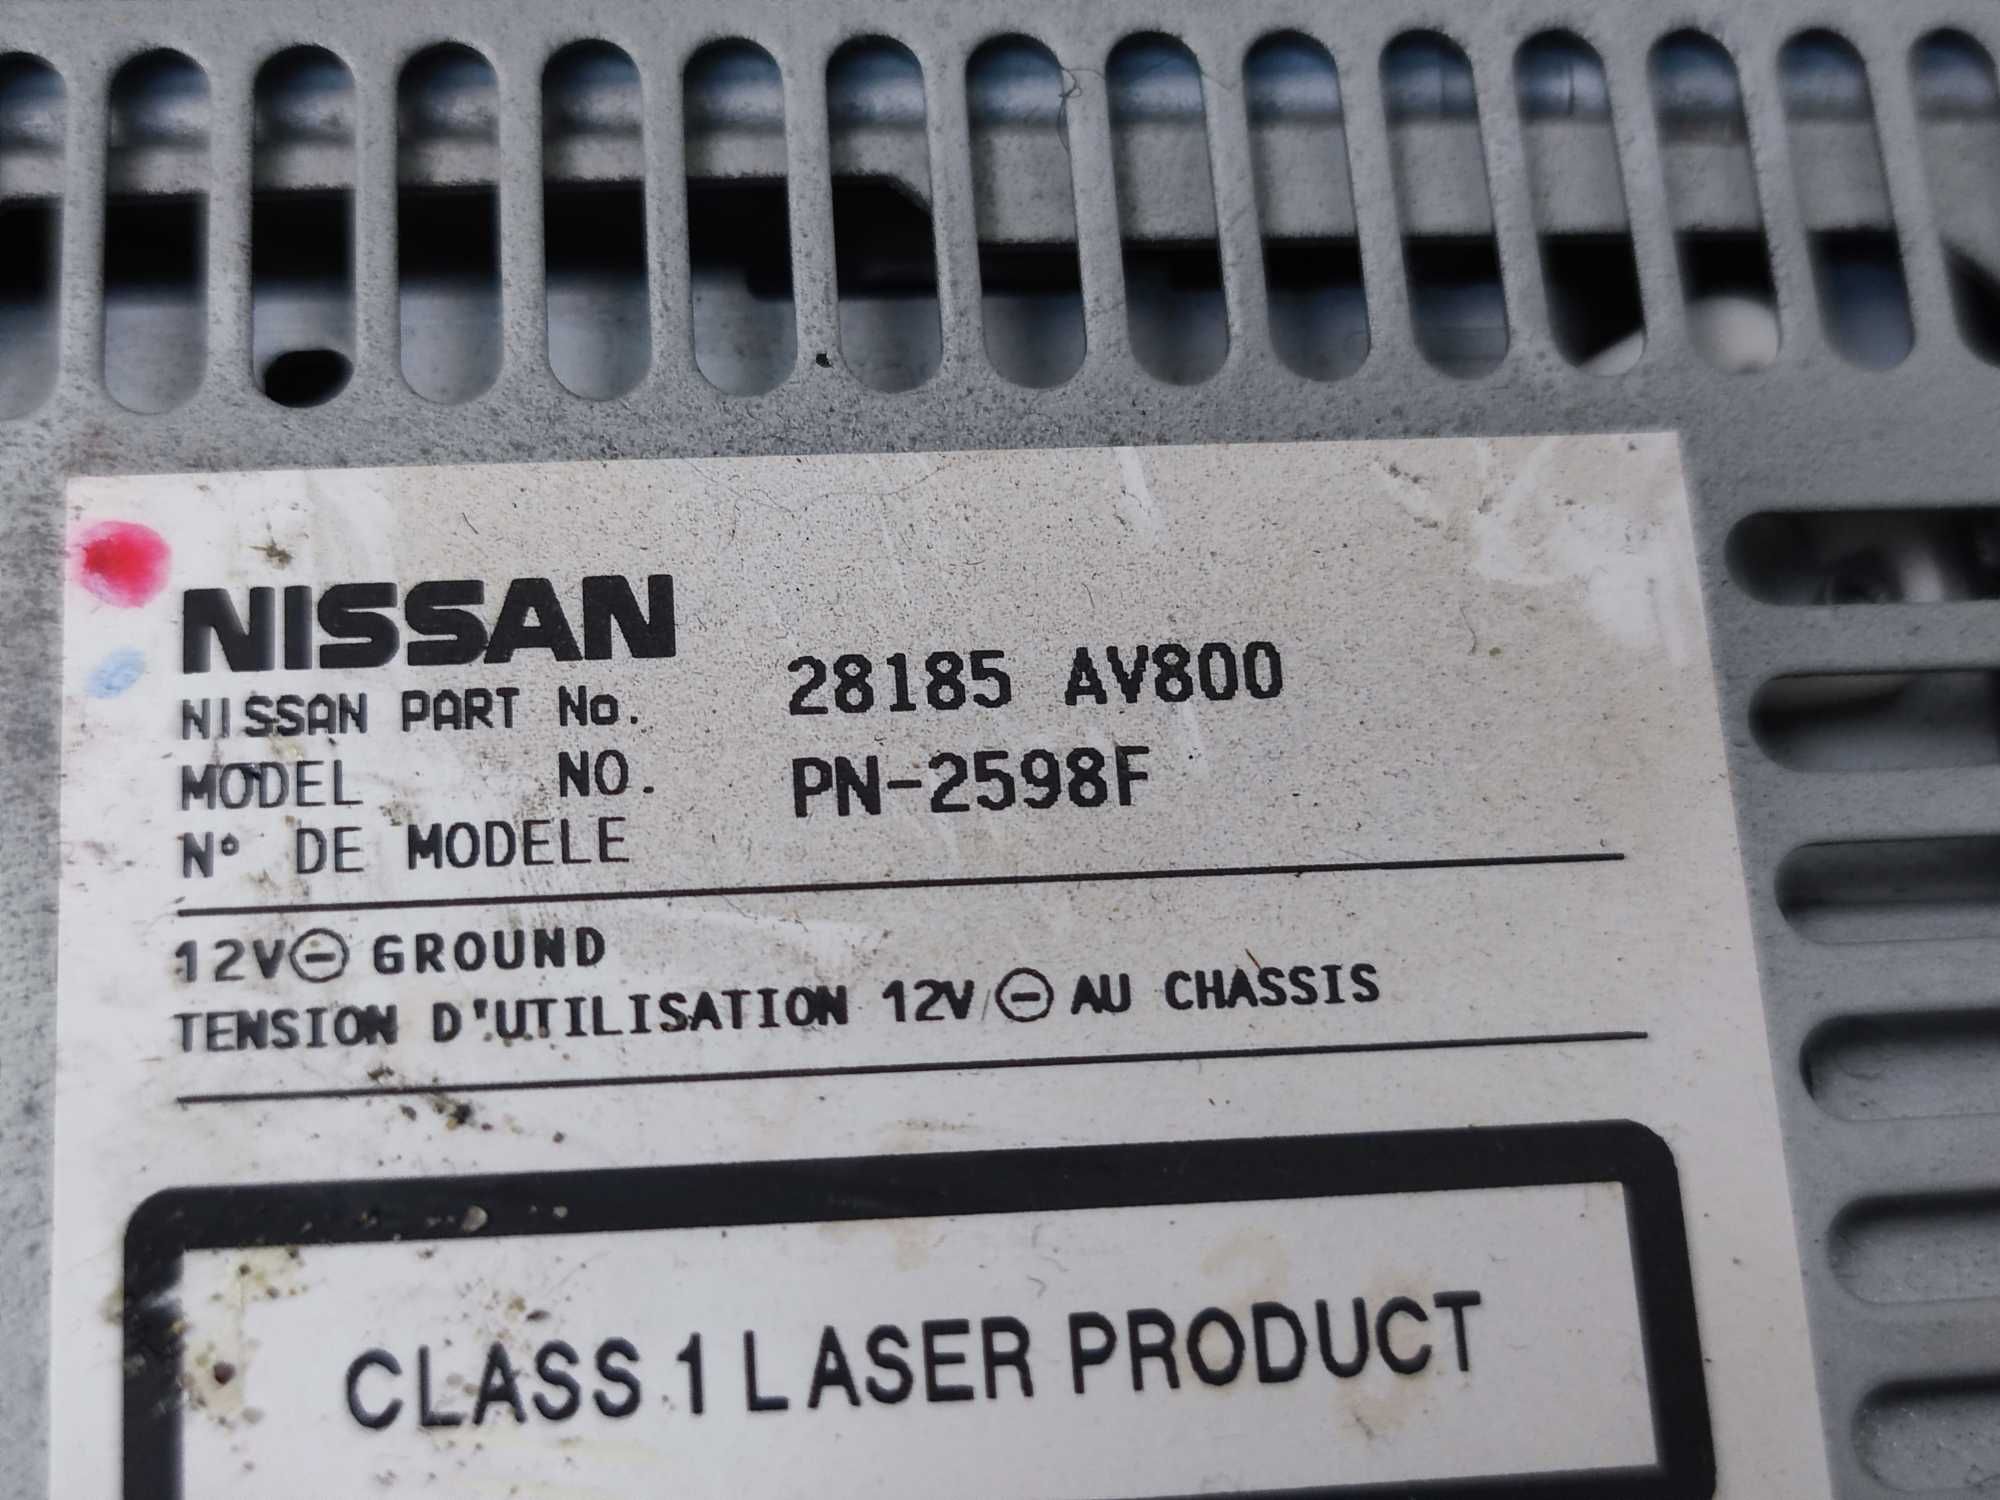 NISSAN
NISSAN PART No. 28185 AV800
MODEL NO. PN-2598F
N° DE MODELE
12V⊖ GROUND
TENSION D'UTILISATION 12V ⊖ AU CHASSIS
CLASS 1 LASER PRODUCT